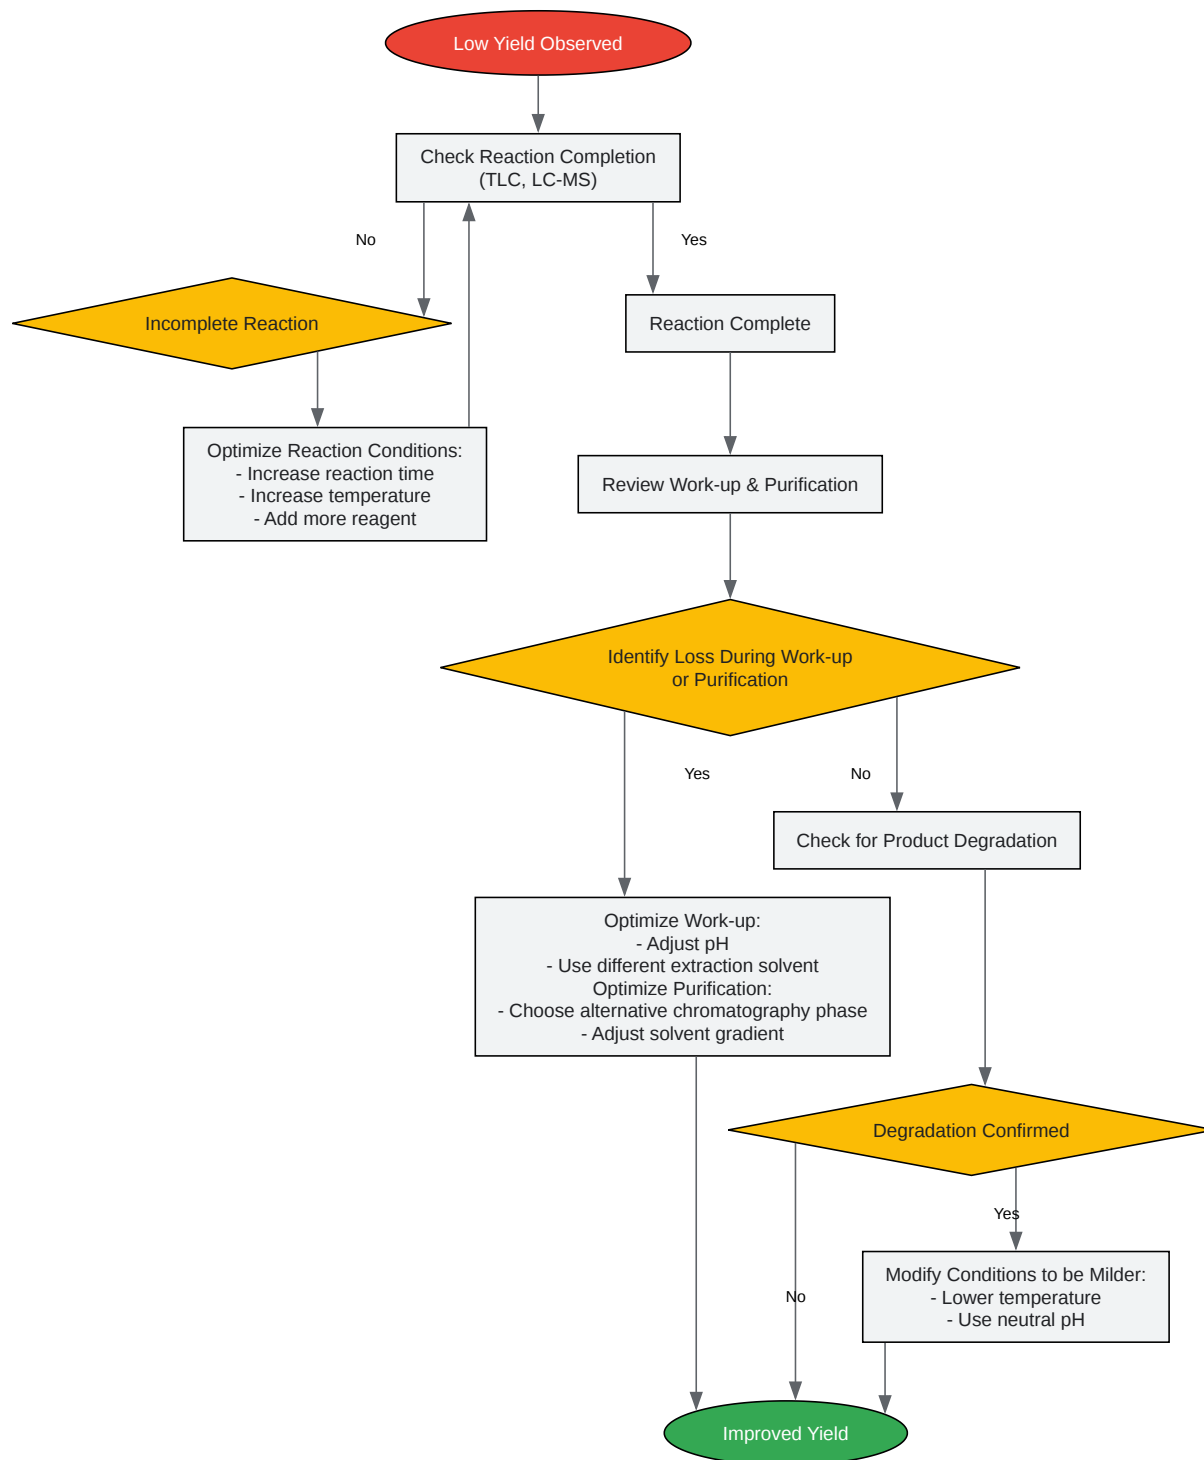 Low Yield Observed
Check Reaction Completion
(TLC, LC-MS)
No
Yes
Incomplete Reaction
Reaction Complete
Optimize Reaction Conditions:
- Increase reaction time
- Increase temperature
- Add more reagent
Review Work-up & Purification
Identify Loss During Work-up
or Purification
Yes
No
Check for Product Degradation
Optimize Work-up:
- Adjust pH
- Use different extraction solvent
Optimize Purification:
- Choose alternative chromatography phase
- Adjust solvent gradient
Degradation Confirmed
Yes
No
Modify Conditions to be Milder:
- Lower temperature
- Use neutral pH
Improved Yield